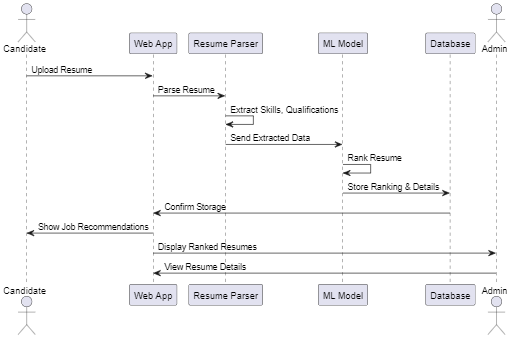 Candidate
Web App
Resume Parser
ML Model
Database
Admin
Upload Resume
Parse Resume
Extract Skills, Qualifications
Send Extracted Data
Rank Resume
Store Ranking & Details
Confirm Storage
Show Job Recommendations
Display Ranked Resumes
View Resume Details
Candidate
Web App
Resume Parser
ML Model
Database
Admin